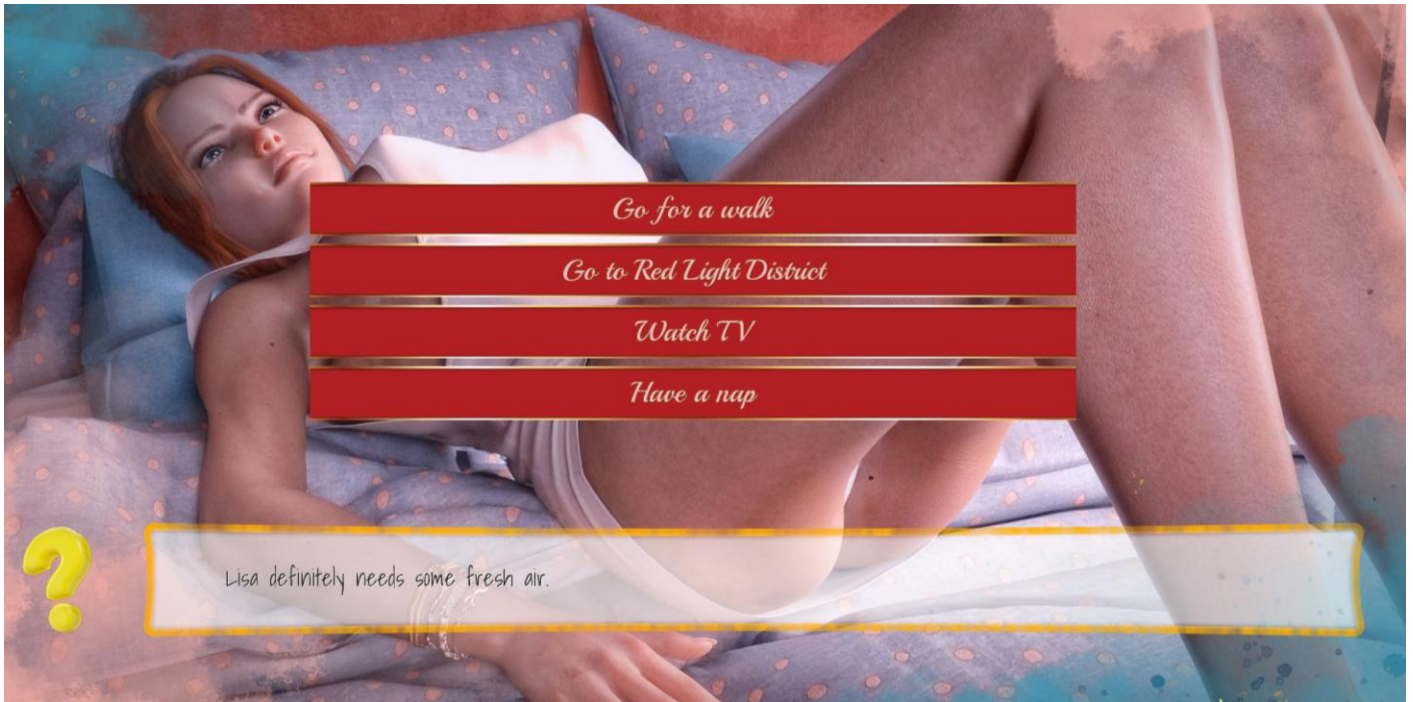 Go for a walk
Go to Red Light District
Watch TV
Have a nap
Lisa definitely needs some fresh air.